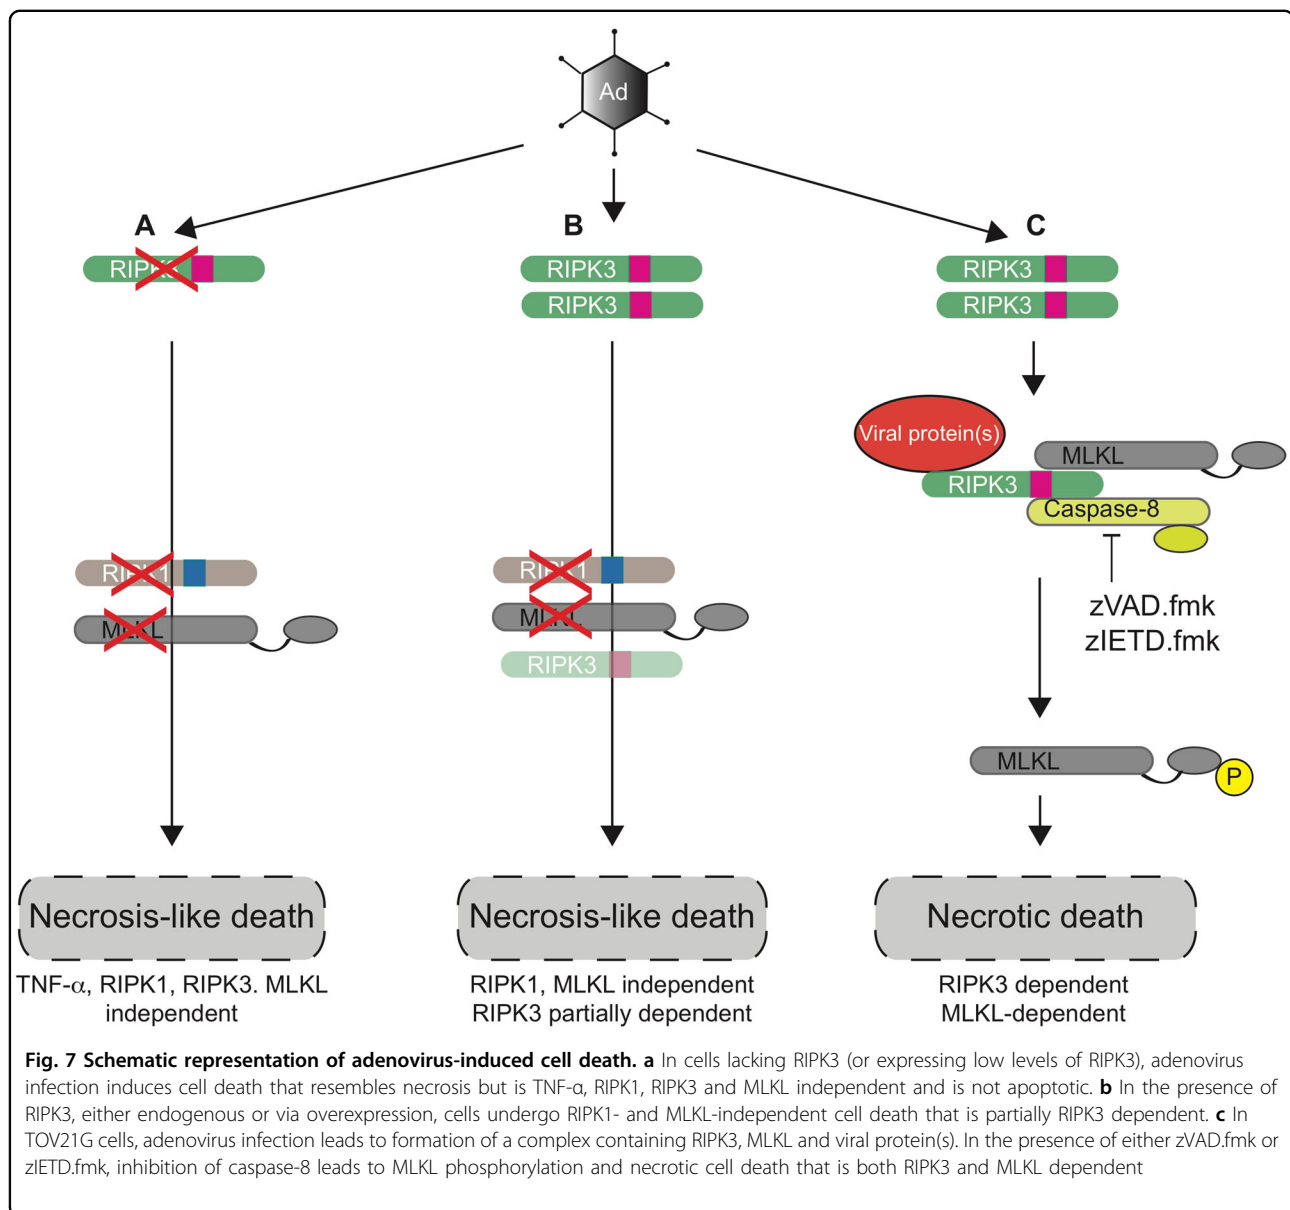 Ad
A
B
C
RIPK3
RIPK3
RIPK3
RIPK3
RIPK3
Viral protein(s)
MLKL
RIPK3
Caspase-8
zVAD.fmk
zIETD.fmk
RIPK1
MLKL
RIPK1
MLKL
RIPK3
MLKL
P
Necrosis-like death
TNF-α, RIPK1, RIPK3. MLKL
independent
Necrosis-like death
RIPK1, MLKL independent
RIPK3 partially dependent
Necrotic death
RIPK3 dependent
MLKL-dependent
Fig. 7 Schematic representation of adenovirus-induced cell death. a In cells lacking RIPK3 (or expressing low levels of RIPK3), adenovirus
infection induces cell death that resembles necrosis but is TNF-α, RIPK1, RIPK3 and MLKL independent and is not apoptotic. b In the presence of
RIPK3, either endogenous or via overexpression, cells undergo RIPK1- and MLKL-independent cell death that is partially RIPK3 dependent. c In
TOV21G cells, adenovirus infection leads to formation of a complex containing RIPK3, MLKL and viral protein(s). In the presence of either zVAD.fmk or
zIETD.fmk, inhibition of caspase-8 leads to MLKL phosphorylation and necrotic cell death that is both RIPK3 and MLKL dependent